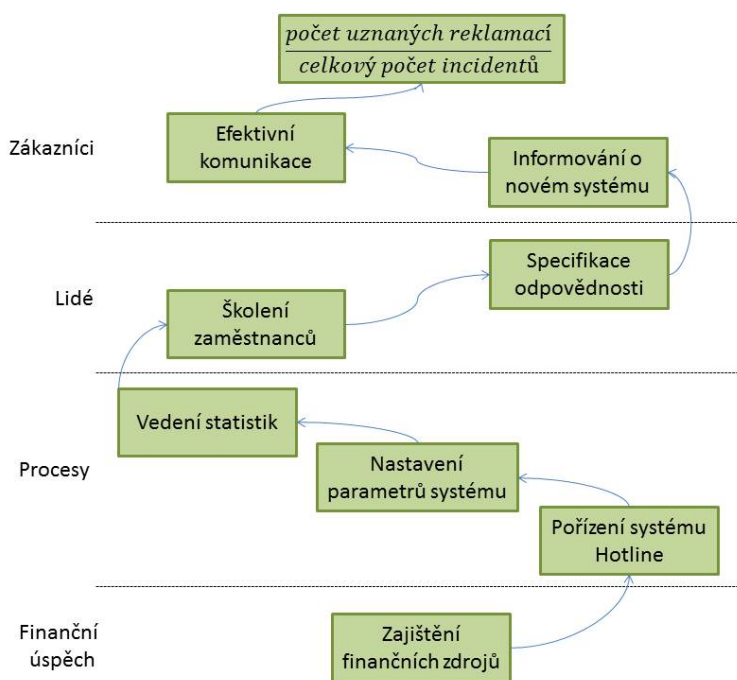 počet uznaných reklamací
celkový počet incidentů
Zákazníci
Efektivní
komunikace
Informování o
novém systému
Lidé
Specifikace
odpovědnosti
Školení
zaměstnanců
Vedení statistik
Procesy
Nastavení
parametrů systému
Pořízení systému
Hotline
Finanční
úspěch
Zajištění
finančních zdrojů